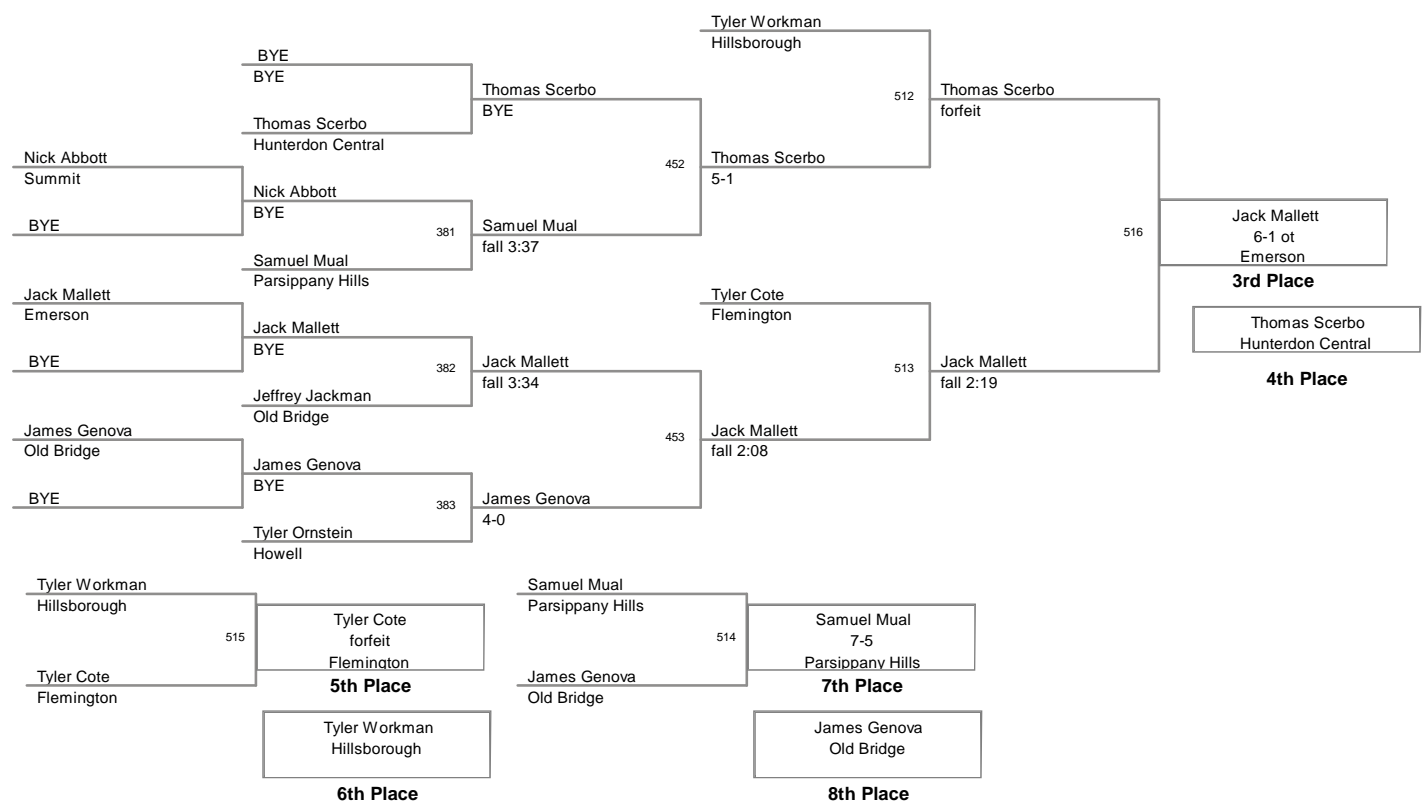 Tyler Workman
Hillsborough
BYE
BYE
Thomas Scerbo
BYE
512
Thomas Scerbo
forfeit
Thomas Scerbo
Hunterdon Central
Nick Abbott
Summit
452
Thomas Scerbo
5-1
Nick Abbott
BYE
BYE
381
Samuel Mual
fall 3:37
516
Jack Mallett
6-1 ot
Emerson
3rd Place
Samuel Mual
Parsippany Hills
Jack Mallett
Emerson
Tyler Cote
Flemington
Thomas Scerbo
Hunterdon Central
4th Place
Jack Mallett
BYE
BYE
382
Jack Mallett
fall 3:34
513
Jack Mallett
fall 2:19
Jeffrey Jackman
Old Bridge
James Genova
Old Bridge
453
Jack Mallett
fall 2:08
James Genova
BYE
BYE
383
James Genova
4-0
Tyler Ornstein
Howell
Tyler Workman
Hillsborough
515
Tyler Cote
forfeit
Flemington
5th Place
Tyler Cote
Flemington
Tyler Workman
Hillsborough
6th Place
Samuel Mual
Parsippany Hills
514
Samuel Mual
7-5
Parsippany Hills
7th Place
James Genova
Old Bridge
James Genova
Old Bridge
8th Place